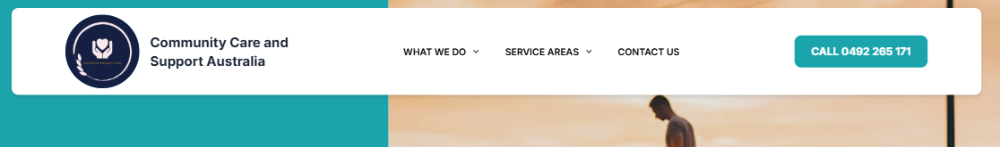 Community Care and
Support Australia
WHAT WE DO
SERVICE AREAS
CONTACT US
CALL 0492 265 171